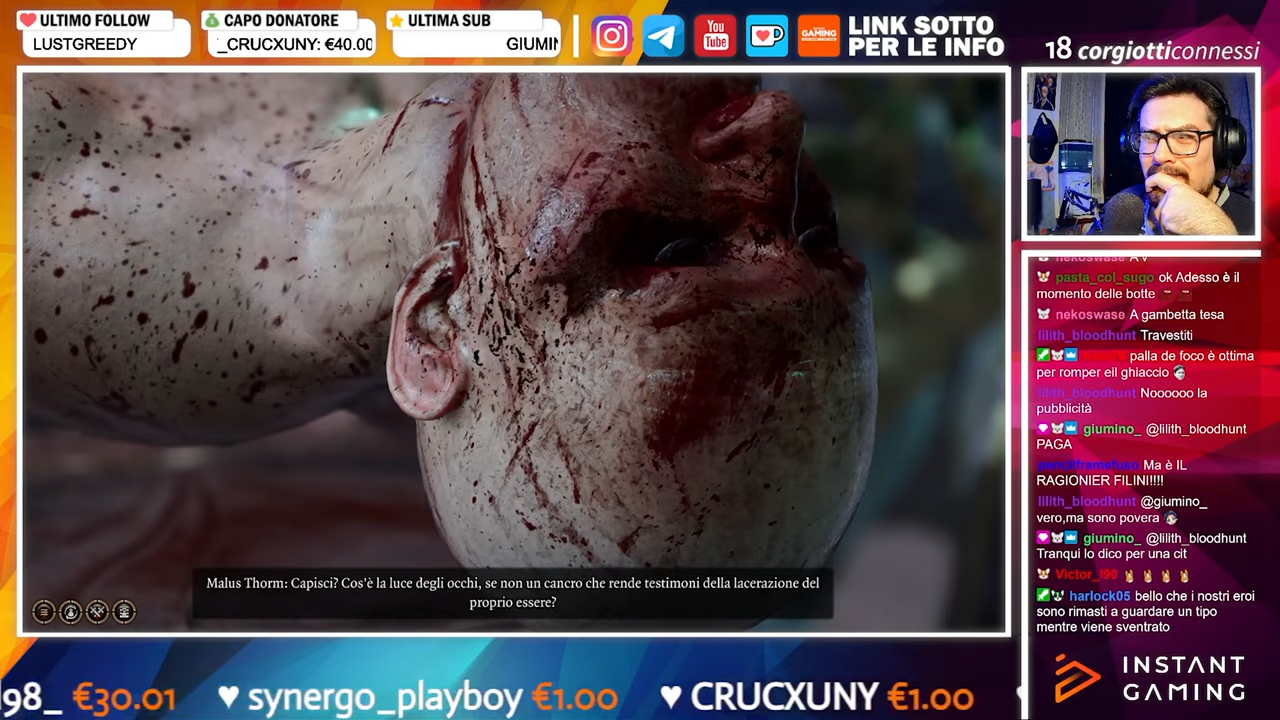 ULTIMO FOLLOW
LUSTGREEDY
CAPO DONATORE
_CRUCXUNY: €40.00
ULTIMA SUB
GIUMIN
You
Tube
GAMING
LINK SOTTO
PER LE INFO
18 corgiotticonnessi
nekoswase
pasta_col_sugo ok Adesso è il
momento delle botte
nekoswase A gambetta tesa
lilith_bloodhunt Travestiti
palla de foco è ottima
per romper eil ghiaccio
lilith_bloodhunt Nooooo la
pubblicità
giumino_ @lilith_bloodhunt
PAGA
Ma è IL
RAGIONIER FILINI!!!!
lilith_bloodhunt @giumino_
vero,ma sono povera
giumino_ @lilith_bloodhunt
Tranqui lo dico per una cit
Victor_l90
harlock05 bello che i nostri eroi
sono rimasti a guardare un tipo
mentre viene sventrato
Malus Thorm: Capisci? Cos'è la luce degli occhi, se non un cancro che rende testimoni della lacerazione del
proprio essere?
INSTANT
GAMING
98_ €30.01 ♥ synergo_playboy €1.00 ♥ CRUCXUNY €1.00